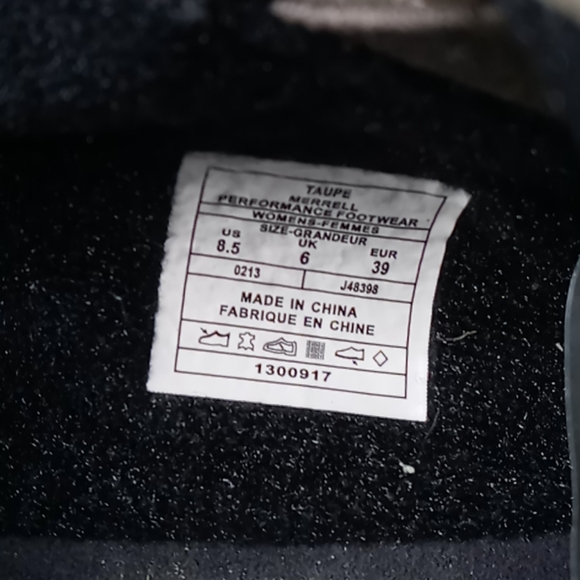 TAUPE
MERRELL
PERFORMANCE FOOTWEAR
WOMENS-FEMMES
SIZE-GRANDEUR
US UK EUR
8.5 6 39
0213 J48398
MADE IN CHINA
FABRIQUE EN CHINE
1300917